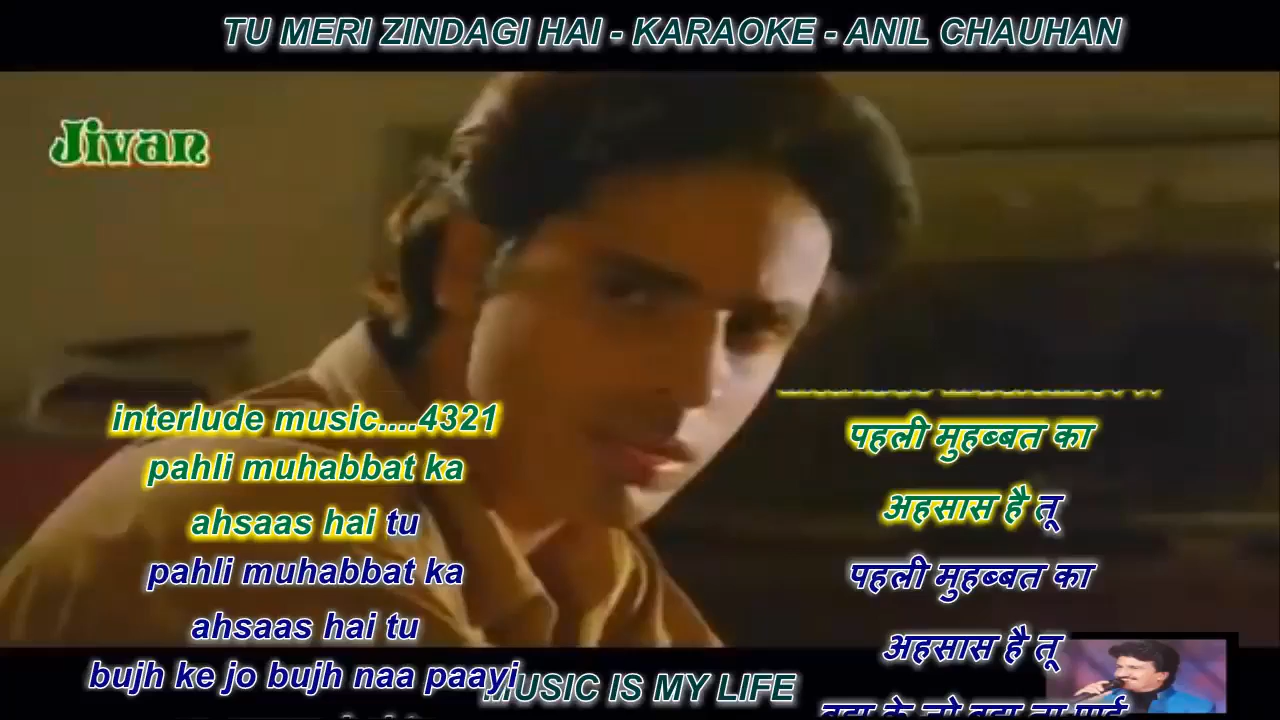 TU MERI ZINDAGI HAI - KARAOKE - ANIL CHAUHAN
Jivan
interlude music....4321
pahli muhabbat ka
ahsaas hai tu
pahli muhabbat ka
ahsaas hai tu
bujh ke jo bujh naa paayi
पहली मुहब्बत का
अहसास है तू
पहली मुहब्बत का
अहसास है तू
MUSIC IS MY LIFE